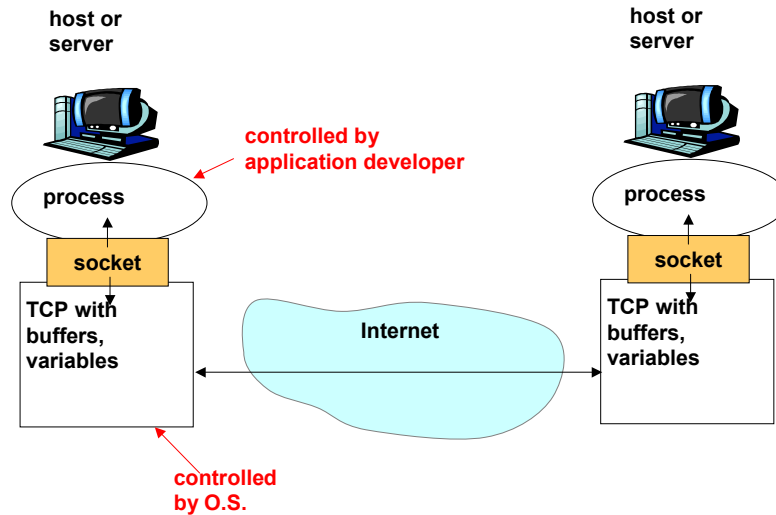 host or
server
host or
server
controlled by
application developer
process
process
socket
socket
TCP with
buffers,
variables
Internet
TCP with
buffers,
variables
controlled
by O.S.